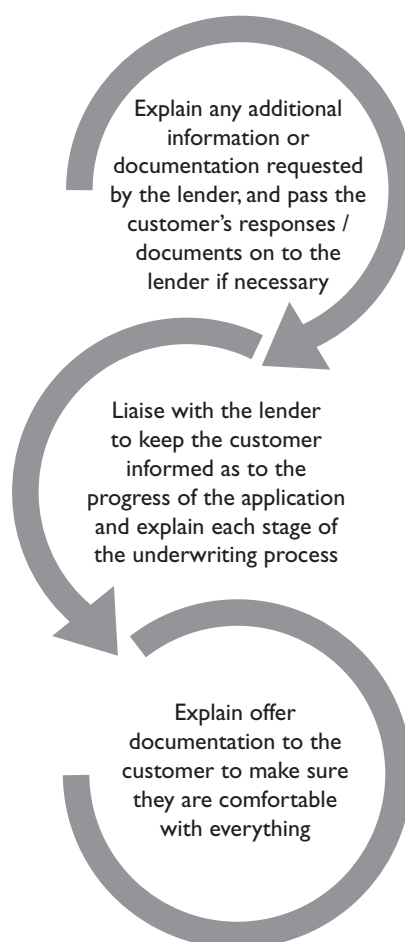 Explain any additional
information or
documentation requested
by the lender, and pass the
customer’s responses /
documents on to the
lender if necessary
Liaise with the lender
to keep the customer
informed as to the
progress of the application
and explain each stage of
the underwriting process
Explain offer
documentation to the
customer to make sure
they are comfortable
with everything